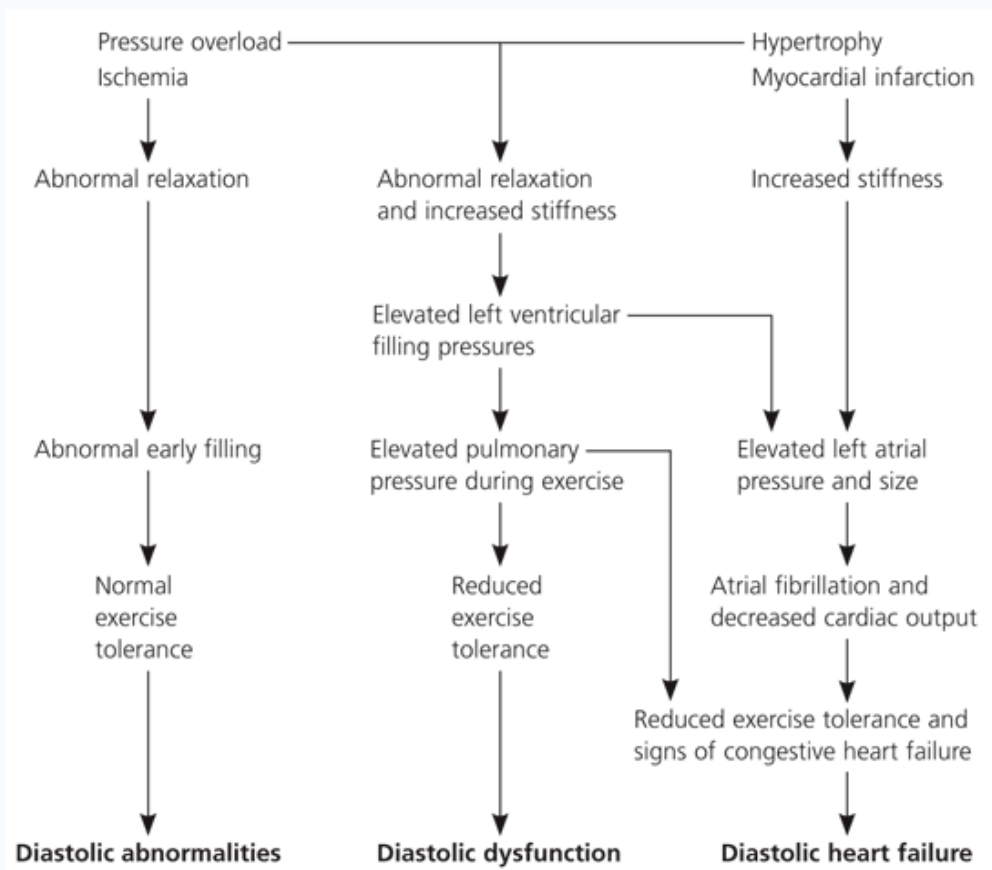 Pressure overload
Ischemia
Hypertrophy
Myocardial infarction
Abnormal relaxation
Abnormal relaxation
and increased stiffness
Increased stiffness
Elevated left ventricular
filling pressures
Abnormal early filling
Elevated pulmonary
pressure during exercise
Elevated left atrial
pressure and size
Normal
exercise
tolerance
Reduced
exercise
tolerance
Atrial fibrillation and
decreased cardiac output
Reduced exercise tolerance and
signs of congestive heart failure
Diastolic abnormalities
Diastolic dysfunction
Diastolic heart failure